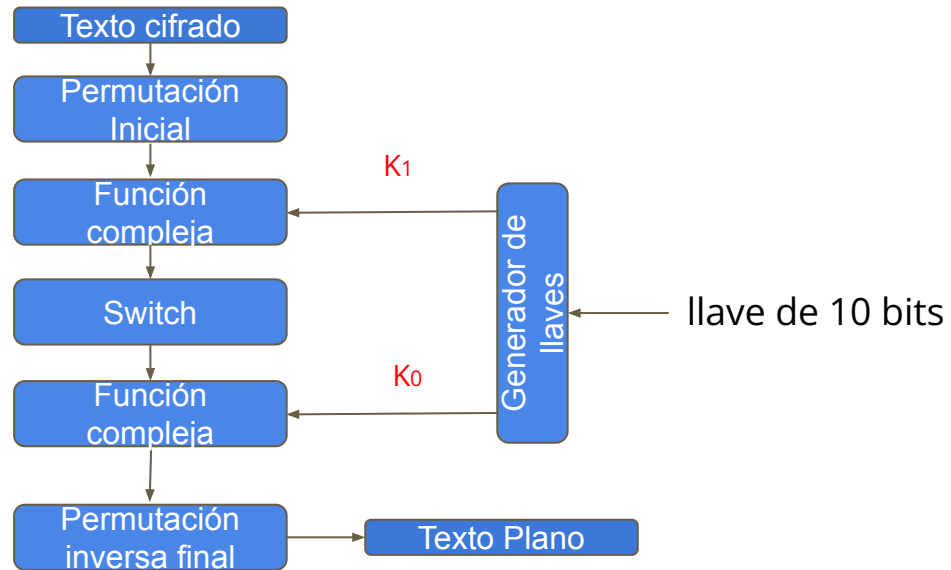 Texto cifrado
Permutación
Inicial
K1
Función
compleja
Generador de
llaves
llave de 10 bits
Switch
K0
Función
compleja
Permutación
inversa final
Texto Plano